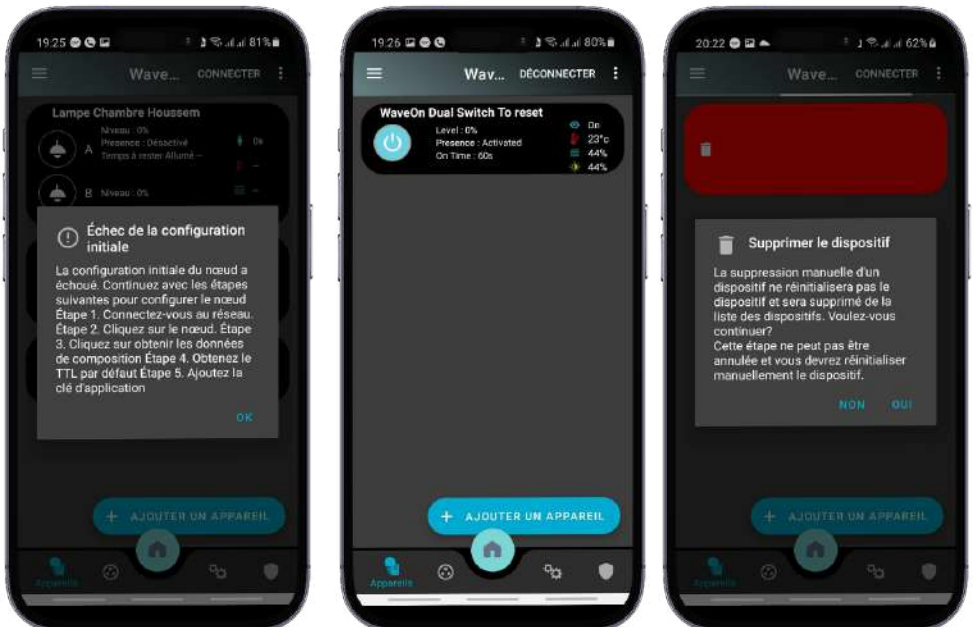 19:25
81%
Wave...
CONNECTER
Lampe Chambre Houssem
Niveau : 0%
Presence : Désactivé
Temps à rester Allumé --
A
0s
--
B
Niveau : 0%
--
Échec de la configuration
initiale
La configuration initiale du nœud a
échoué. Continuez avec les étapes
suivantes pour configurer le nœud
Étape 1. Connectez-vous au réseau.
Étape 2. Cliquez sur le nœud. Étape
3. Cliquez sur obtenir les données
de composition Étape 4. Obtenez le
TTL par défaut Étape 5. Ajoutez la
clé d'application
OK
+ AJOUTER UN APPAREIL
Appareils
19:26
80%
Wav...
DÉCONNECTER
WaveOn Dual Switch To reset
Level : 0%
Presence : Activated
On Time : 60s
On
23°c
44%
44%
+ AJOUTER UN APPAREIL
Appareils
20:22
62%
Wave...
CONNECTER
Supprimer le dispositif
La suppression manuelle d'un
dispositif ne réinitialisera pas le
dispositif et sera supprimé de la
liste des dispositifs. Voulez-vous
continuer?
Cette étape ne peut pas être
annulée et vous devrez réinitialiser
manuellement le dispositif.
NON
OUI
+ AJOUTER UN APPAREIL
Appareils